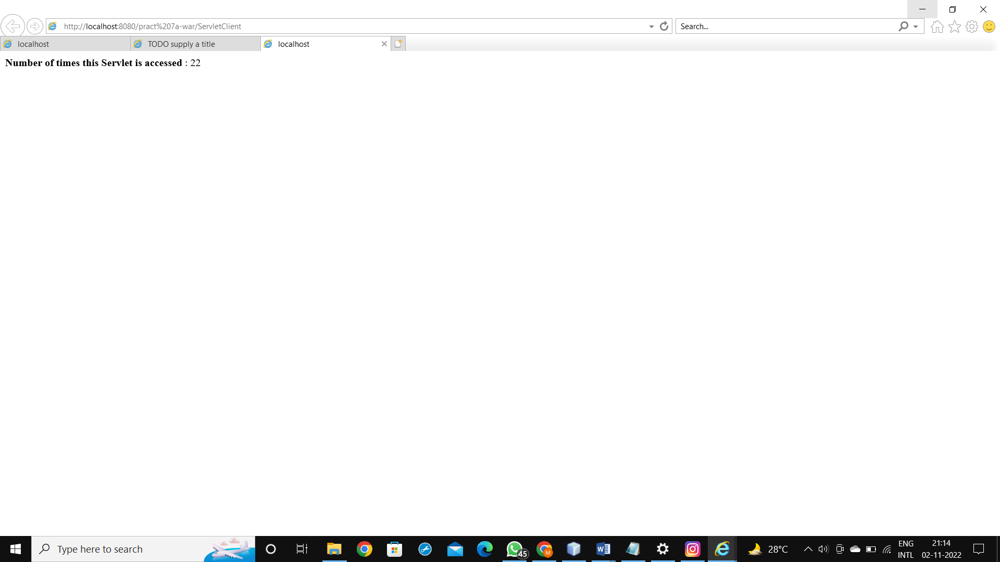 http://localhost:8080/pract%207a-war/ServletClient
Search...
localhost
TODO supply a title
localhost
Number of times this Servlet is accessed : 22
Type here to search
45
M
W
28°C
ENG
INTL
21:14
02-11-2022